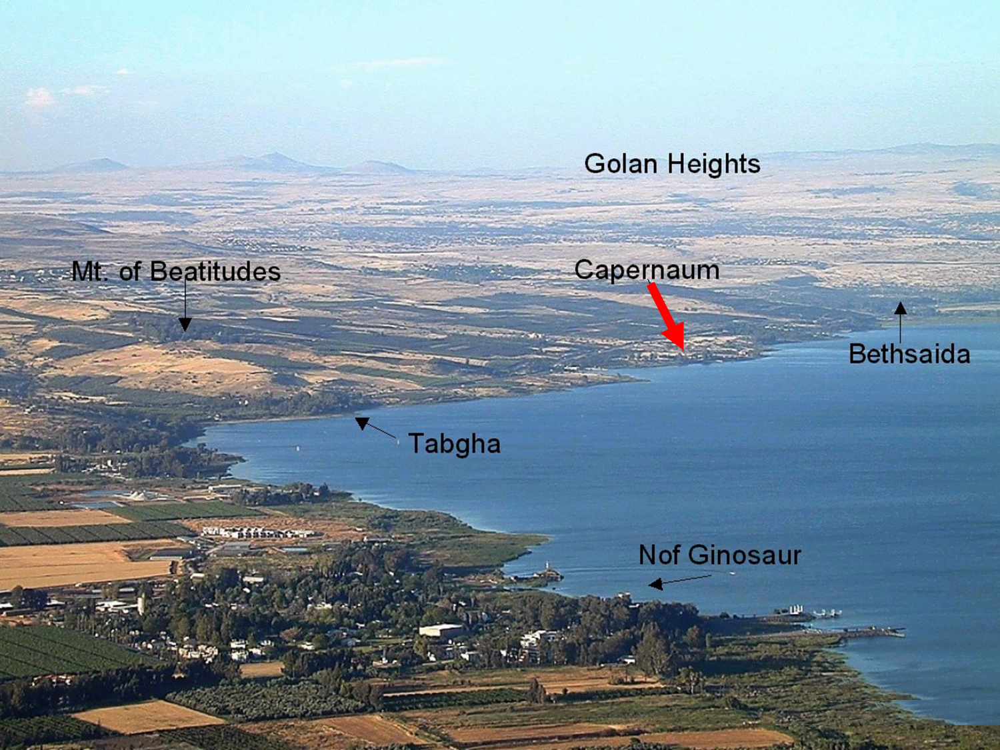 Golan Heights
Mt. of Beatitudes
Capernaum
Bethsaida
Tabgha
Nof Ginosaur